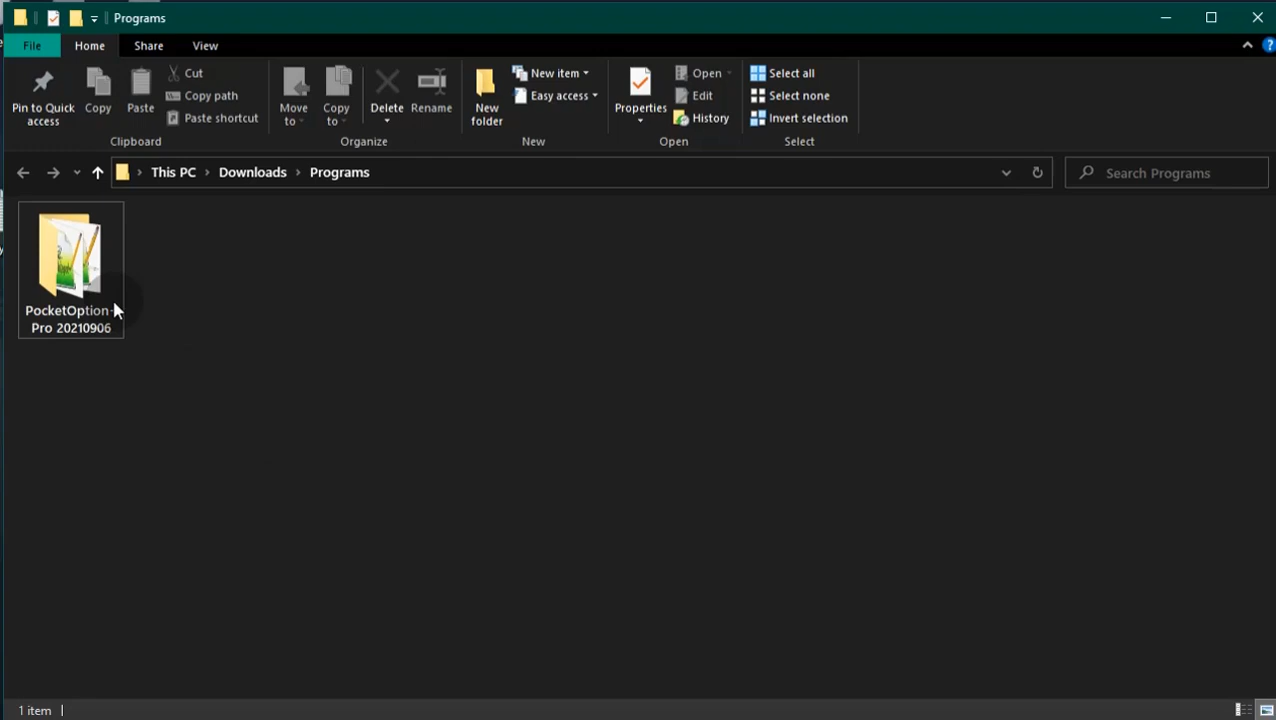 Programs
File Home Share View
Pin to Quick access
Copy
Paste
Cut
Copy path
Paste shortcut
Clipboard
Move to
Copy to
Delete
Rename
Organize
New folder
New item
Easy access
New
Properties
Open
Edit
History
Open
Select all
Select none
Invert selection
Select
This PC > Downloads > Programs
Search Programs
PocketOption-
Pro 20210906
1 item